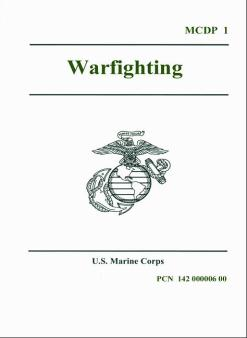 MCDP 1
Warfighting
U.S. Marine Corps
PCN 142 000006 00